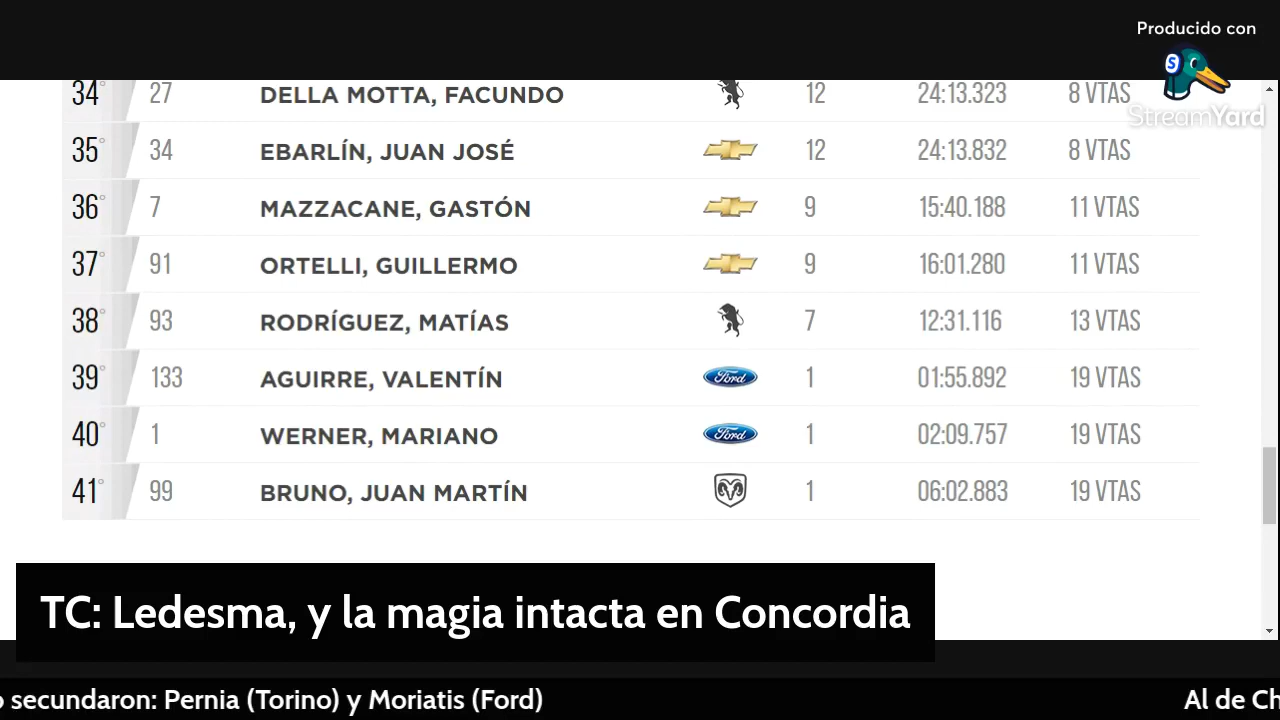 Producido con
StreamYard
34° 27 DELLA MOTTA, FACUNDO 12 24:13.323 8 VTAS
35° 34 EBARLÍN, JUAN JOSÉ 12 24:13.832 8 VTAS
36° 7 MAZZACANE, GASTÓN 9 15:40.188 11 VTAS
37° 91 ORTELLI, GUILLERMO 9 16:01.280 11 VTAS
38° 93 RODRÍGUEZ, MATÍAS 7 12:31.116 13 VTAS
39° 133 AGUIRRE, VALENTÍN Ford 1 01:55.892 19 VTAS
40° 1 WERNER, MARIANO Ford 1 02:09.757 19 VTAS
41° 99 BRUNO, JUAN MARTÍN 1 06:02.883 19 VTAS
TC: Ledesma, y la magia intacta en Concordia
o secundaron: Pernia (Torino) y Moriatis (Ford) Al de Ch